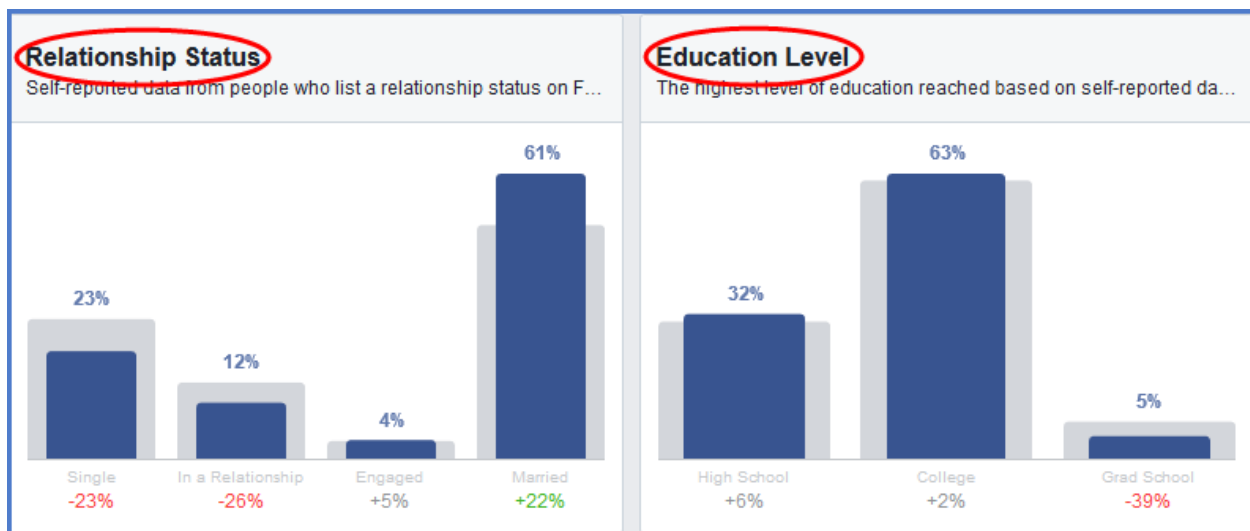 Relationship Status
Self-reported data from people who list a relationship status on F...
61%
23%
12%
4%
Single In a Relationship Engaged Married
-23% -26% +5% +22%
Education Level
The highest level of education reached based on self-reported da...
63%
32%
5%
High School College Grad School
+6% +2% -39%